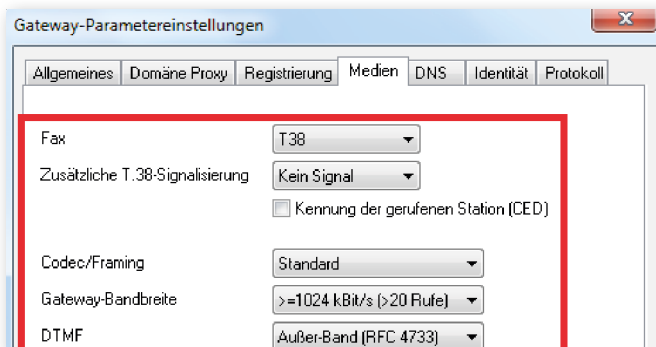 Gateway-Parametereinstellungen
Allgemeines Domäne Proxy Registrierung Medien DNS Identität Protokoll
Fax T38
Zusätzliche T.38-Signalisierung Kein Signal
Kennung der gerufenen Station (CED)
Codec/Framing Standard
Gateway-Bandbreite >=1024 kBit/s (>20 Rufe)
DTMF Außer-Band (RFC 4733)